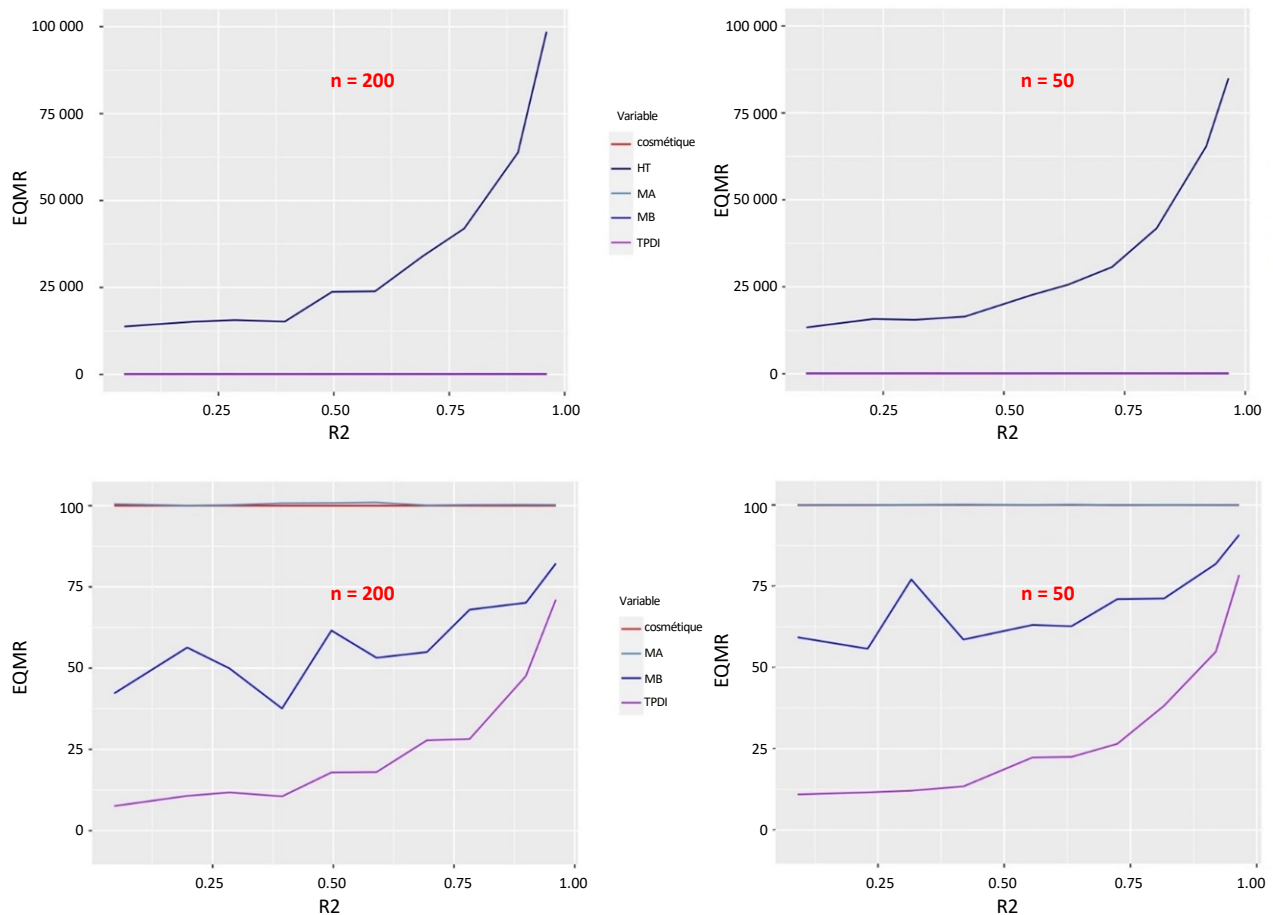 100 000
75 000
50 000
25 000
0
EQMR
n = 200
0.25
0.50
0.75
1.00
R2
Variable
cosmétique
HT
MA
MB
TPDI
100 000
75 000
50 000
25 000
0
EQMR
n = 50
0.25
0.50
0.75
1.00
R2
100
75
50
25
0
EQMR
n = 200
0.25
0.50
0.75
1.00
R2
Variable
cosmétique
MA
MB
TPDI
100
75
50
25
0
EQMR
n = 50
0.25
0.50
0.75
1.00
R2